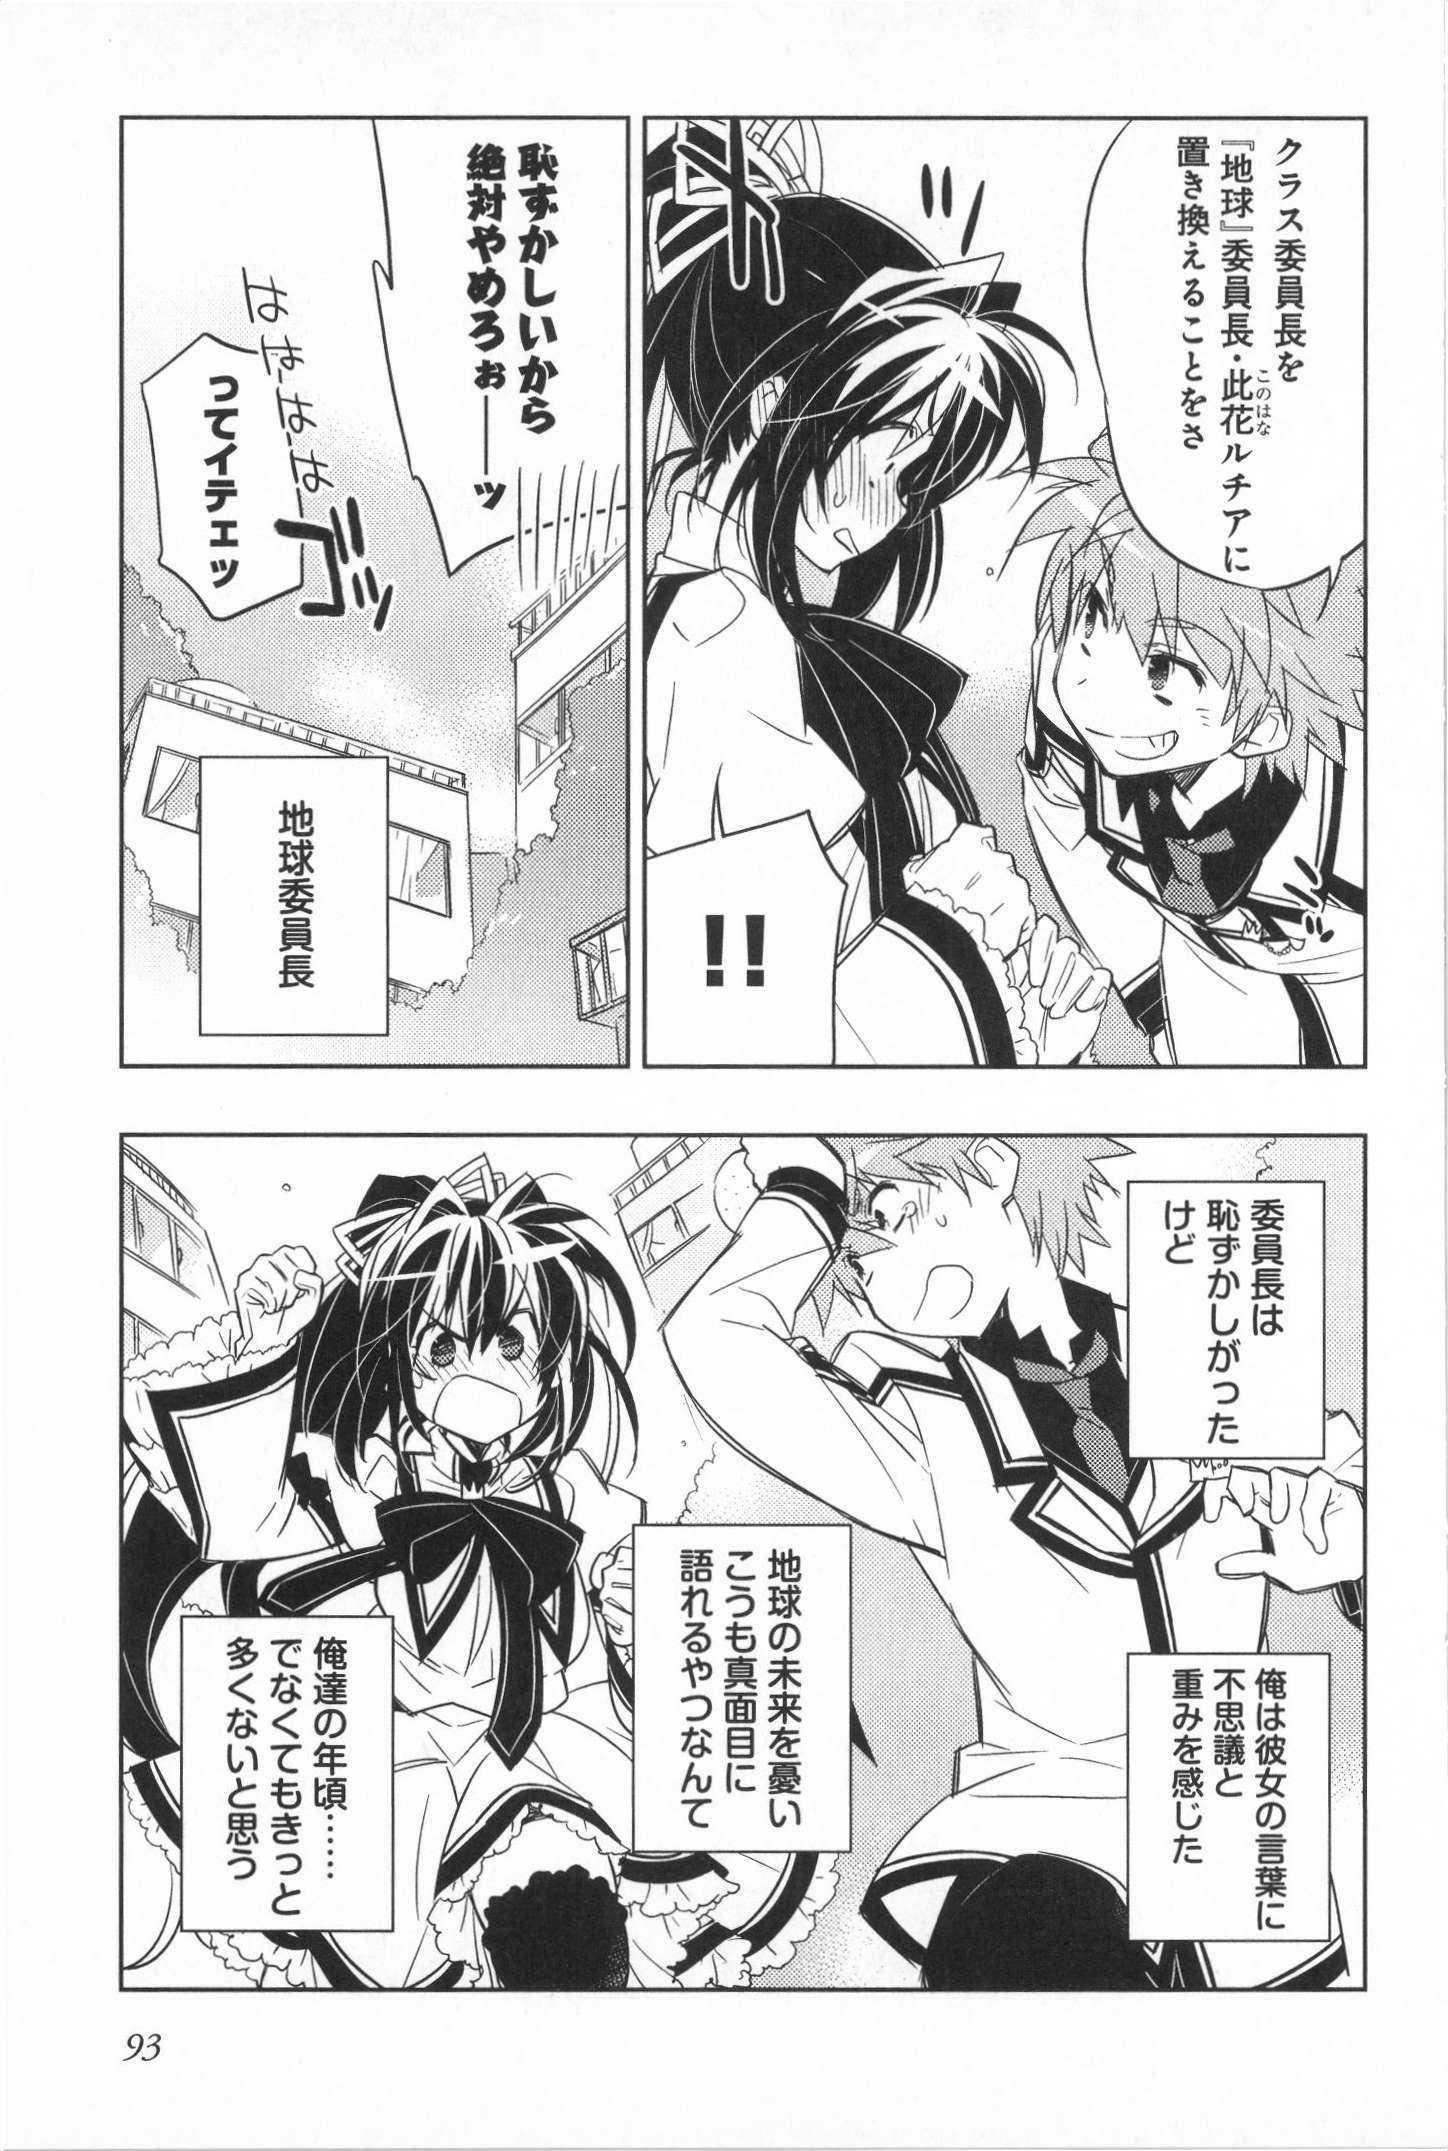 クラス委員長を
『地球』委員長・此花ルチアに
このはな
置き換えることをさ
!!
恥ずかしいから
絶対やめろぉ――ッ
はははは
ってイテェッ
地球委員長
委員長は
恥ずかしがった
けど
俺は彼女の言葉に
不思議と
重みを感じた
地球の未来を憂い
こうも真面目に
語れるやつなんて
俺達の年頃……
でなくてもきっと
多くないと思う
93